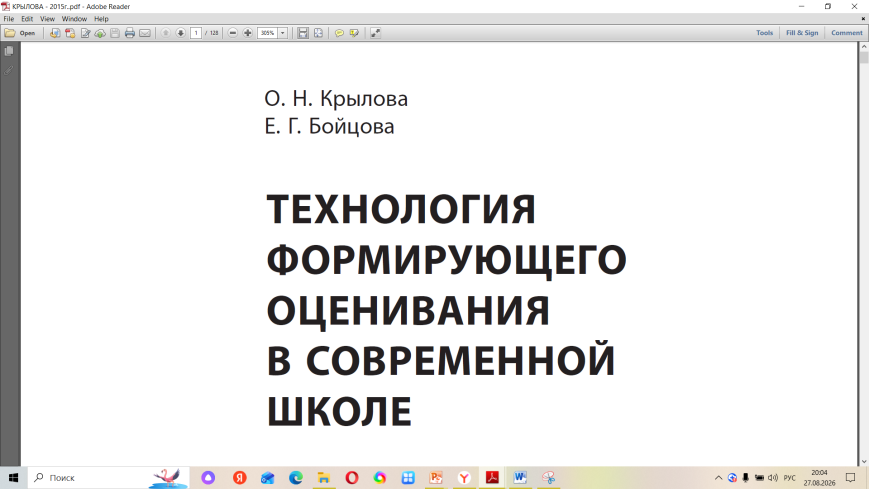 КРЫЛОВА - 2015г..pdf - Adobe Reader
File Edit View Window Help
Open 1 / 128 305% Tools Fill & Sign Comment
О. Н. Крылова
Е. Г. Бойцова
ТЕХНОЛОГИЯ
ФОРМИРУЮЩЕГО
ОЦЕНИВАНИЯ
В СОВРЕМЕННОЙ
ШКОЛЕ
Поиск
РУС
20:04
27.08.2026